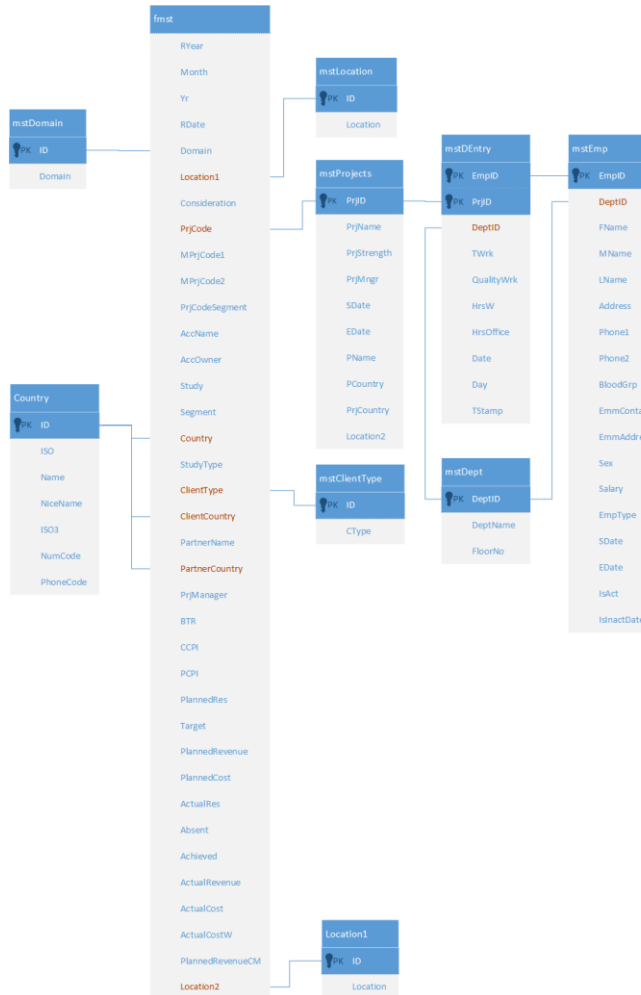 fmst
RYear
Month
Yr
RDate
Domain
Location1
Consideration
PrjCode
MPrjCode1
MPrjCode2
PrjCodeSegment
AccName
AccOwner
Study
Segment
Country
StudyType
ClientType
ClientCountry
PartnerName
PartnerCountry
PrjManager
BTR
CCPI
PCPI
PlannedRes
Target
PlannedRevenue
PlannedCost
ActualRes
Absent
Achieved
ActualRevenue
ActualCost
ActualCostW
PlannedRevenueCM
Location2
mstDomain
PK ID
Domain
Country
PK ID
ISO
Name
NiceName
ISO3
NumCode
PhoneCode
mstLocation
PK ID
Location
mstProjects
PK PrjID
PrjName
PrjStrength
PrjMngr
SDate
EDate
PName
PCountry
PrjCountry
Location2
mstClientType
PK ID
CType
Location1
PK ID
Location
mstDEntry
PK EmpID
PK PrjID
DeptID
TWrk
QualityWrk
HrsW
HrsOffice
Date
Day
TStamp
mstDept
PK DeptID
DeptName
FloorNo
mstEmp
PK EmpID
DeptID
FName
MName
LName
Address
Phone1
Phone2
BloodGrp
EmmConta
EmmAddre
Sex
Salary
EmpType
SDate
EDate
IsAct
IsInactDate